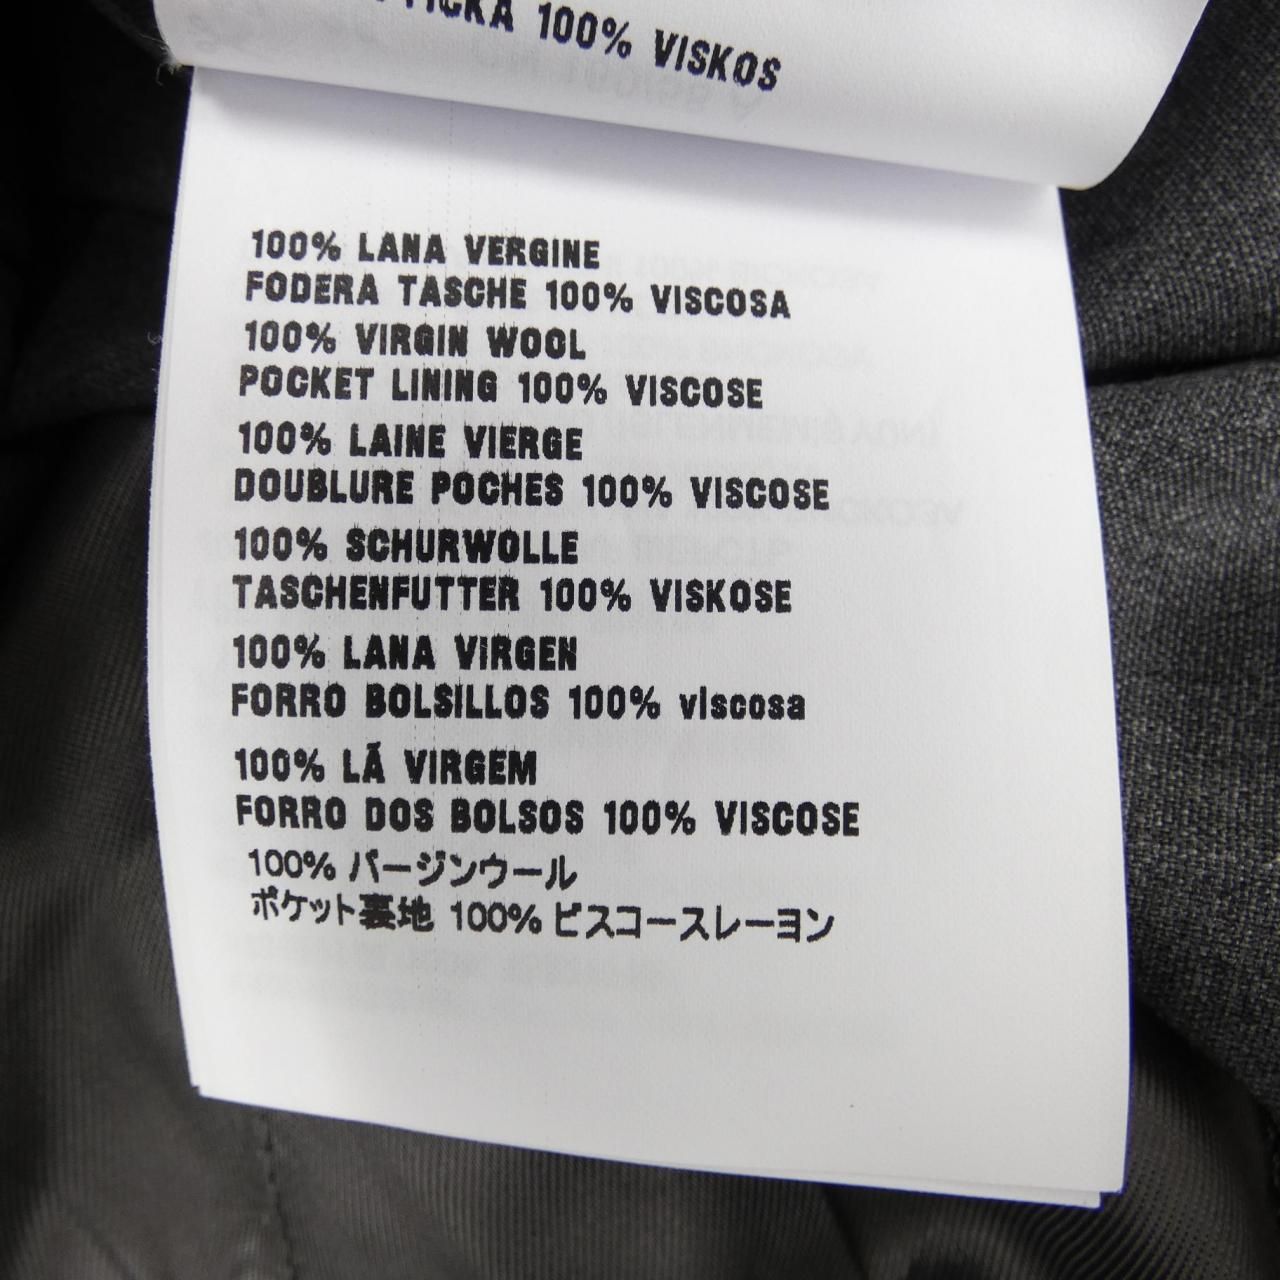 100% VISKOS
100% LANA VERGINE
FODERA TASCHE 100% VISCOSA
100% VIRGIN WOOL
POCKET LINING 100% VISCOSE
100% LAINE VIERGE
DOUBLURE POCHES 100% VISCOSE
100% SCHURWOLLE
TASCHENFUTTER 100% VISKOSE
100% LANA VIRGEN
FORRO BOLSILLOS 100% viscosa
100% LÃ VIRGEM
FORRO DOS BOLSOS 100% VISCOSE
100% バージンウール
ポケット裏地 100% ビスコースレーヨン